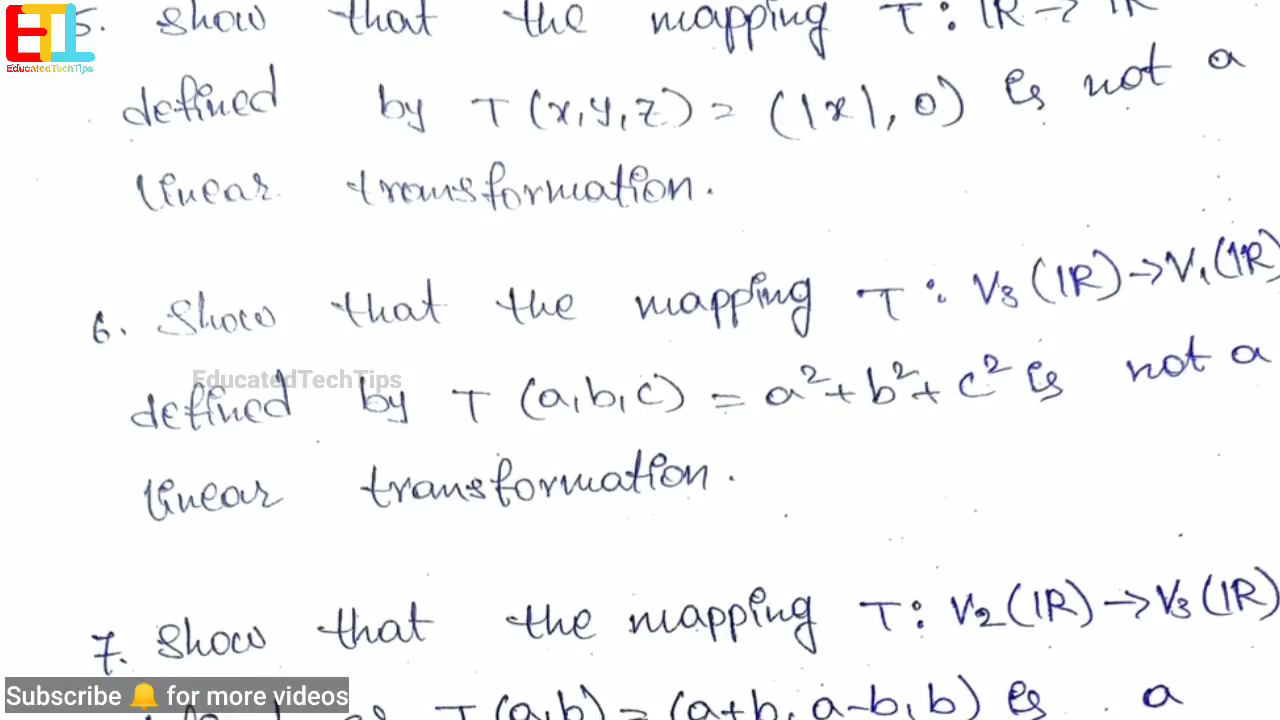 ETL
EducatedTechTips
5. Show that the mapping T : IR → IR
defined by T (x, y, z) = (|x|, 0) is not a
linear transformation.
6. Show that the mapping T : V₃ (IR) → V₁ (IR)
EducatedTechTips
defined by T (a, b, c) = a² + b² + c² is not a
linear transformation.
7. Show that the mapping T : V₂ (IR) → V₃ (IR)
Subscribe 🔔 for more videos
T (a, b) = (a+b, a-b, b) is a